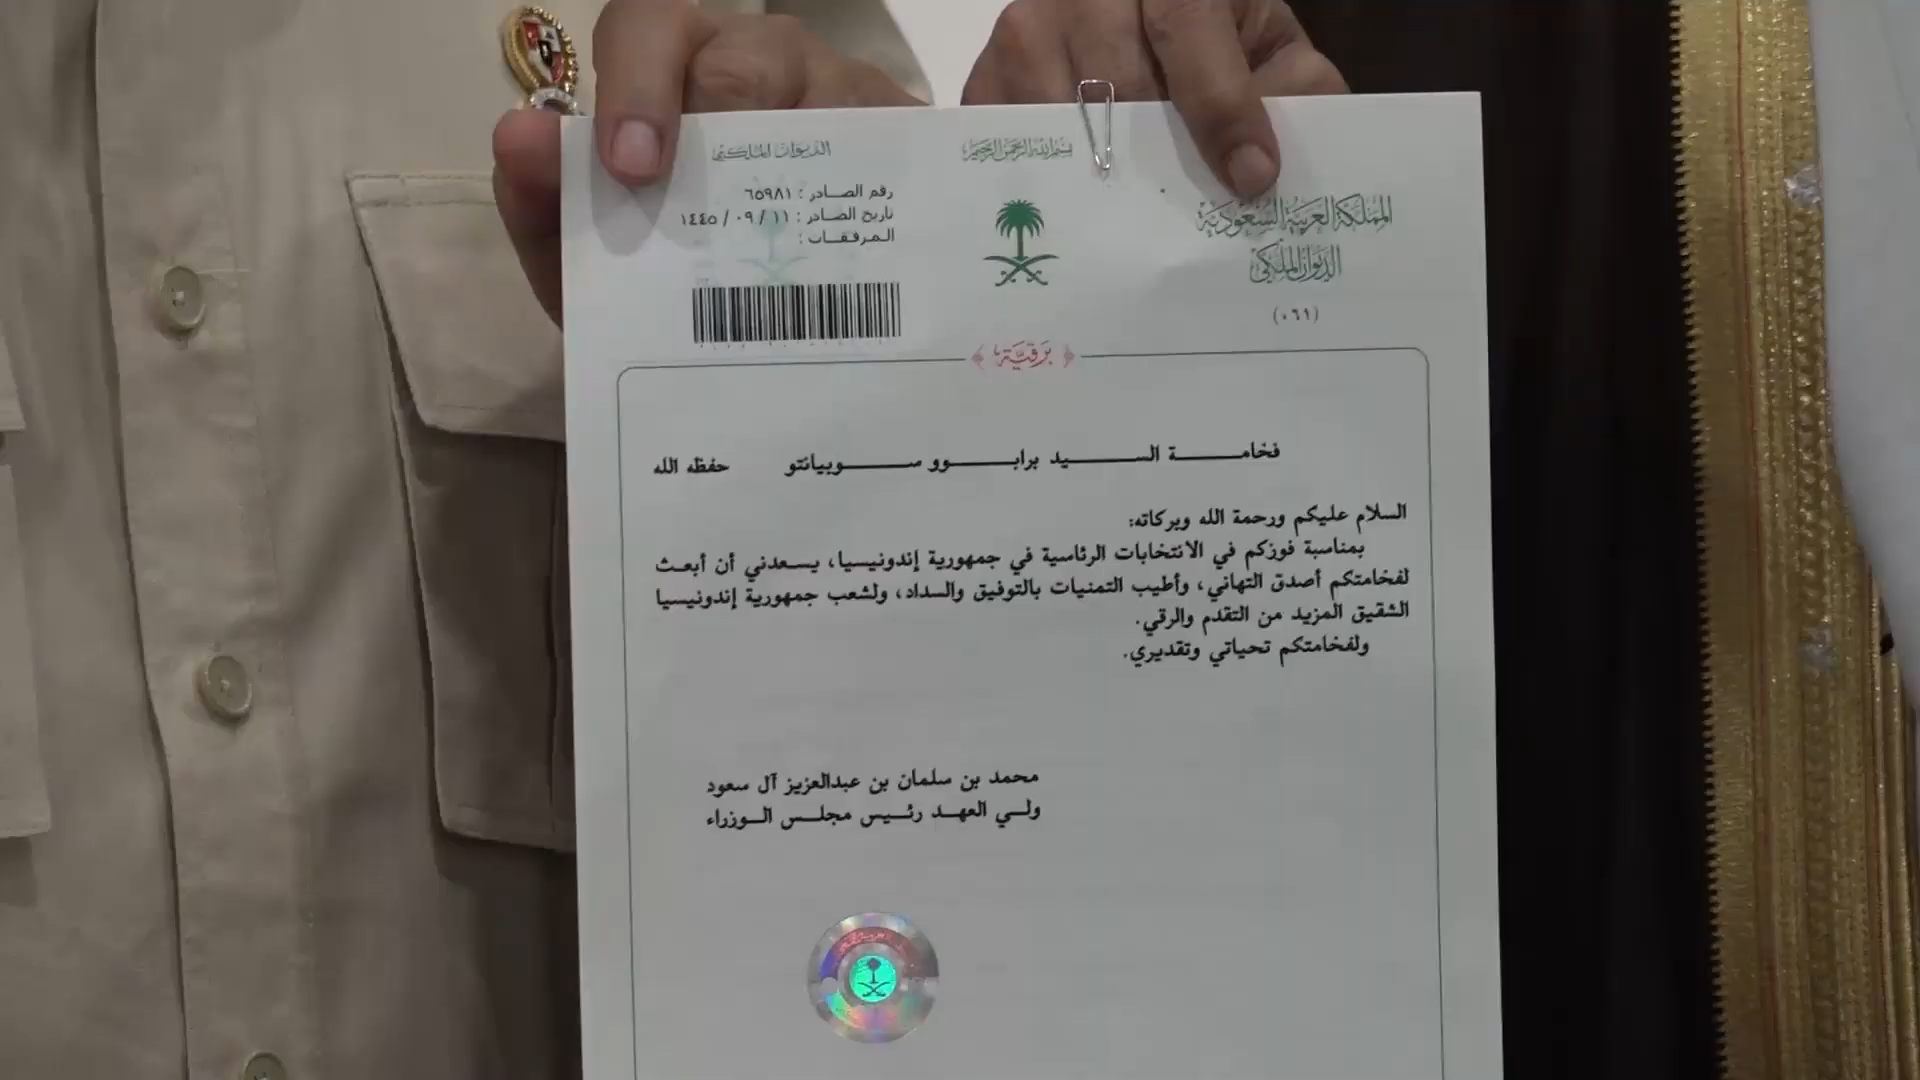 بسم الله الرحمن الرحيم
المملكة العربية السعودية
الديوان الملكي
(٠٦١)
الديوان الملكي
رقم الصادر : ٦٥٩٨١
تاريخ الصادر : ١١ / ٠٩ / ١٤٤٥
المرفقات :
برقية
فخامة السيد برابوو سوبيانتو حفظه الله
السلام عليكم ورحمة الله وبركاته:
بمناسبة فوزكم في الانتخابات الرئاسية في جمهورية إندونيسيا، يسعدني أن أبعث
لفخامتكم أصدق التهاني، وأطيب التمنيات بالتوفيق والسداد، ولشعب جمهورية إندونيسيا
الشقيق المزيد من التقدم والرقي.
ولفخامتكم تحياتي وتقديري.
محمد بن سلمان بن عبدالعزيز آل سعود
ولي العهد رئيس مجلس الوزراء